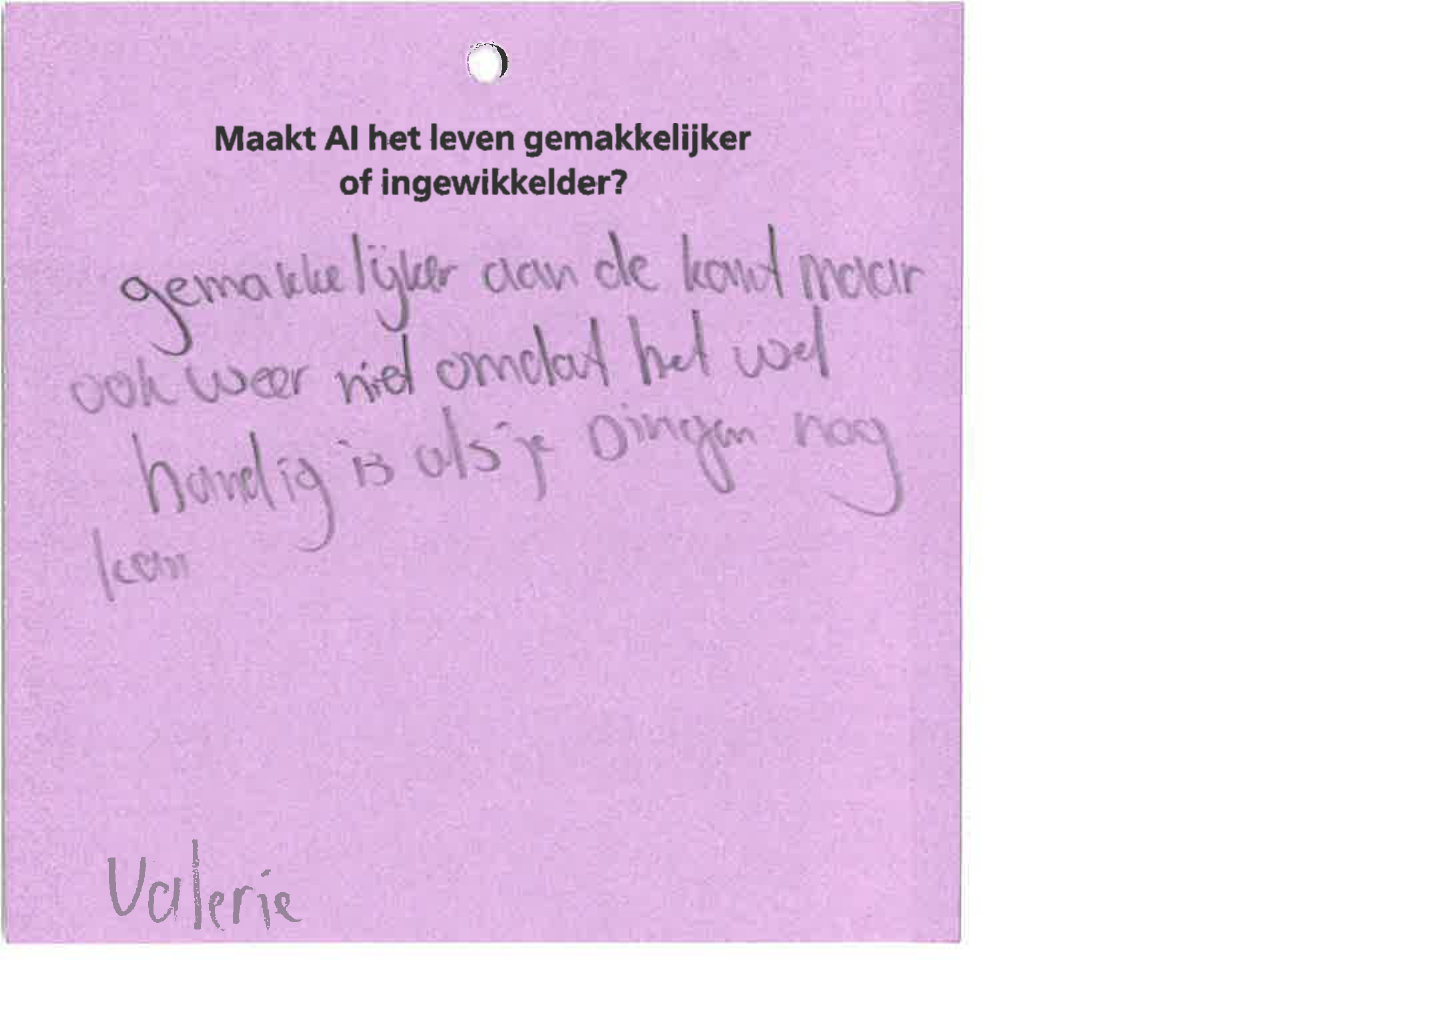 Maakt AI het leven gemakkelijker
of ingewikkelder?
gemakkelijker aan de kant maar
ook weer niet omdat het wel
handig is als je Dingen nog
kan
Valerie